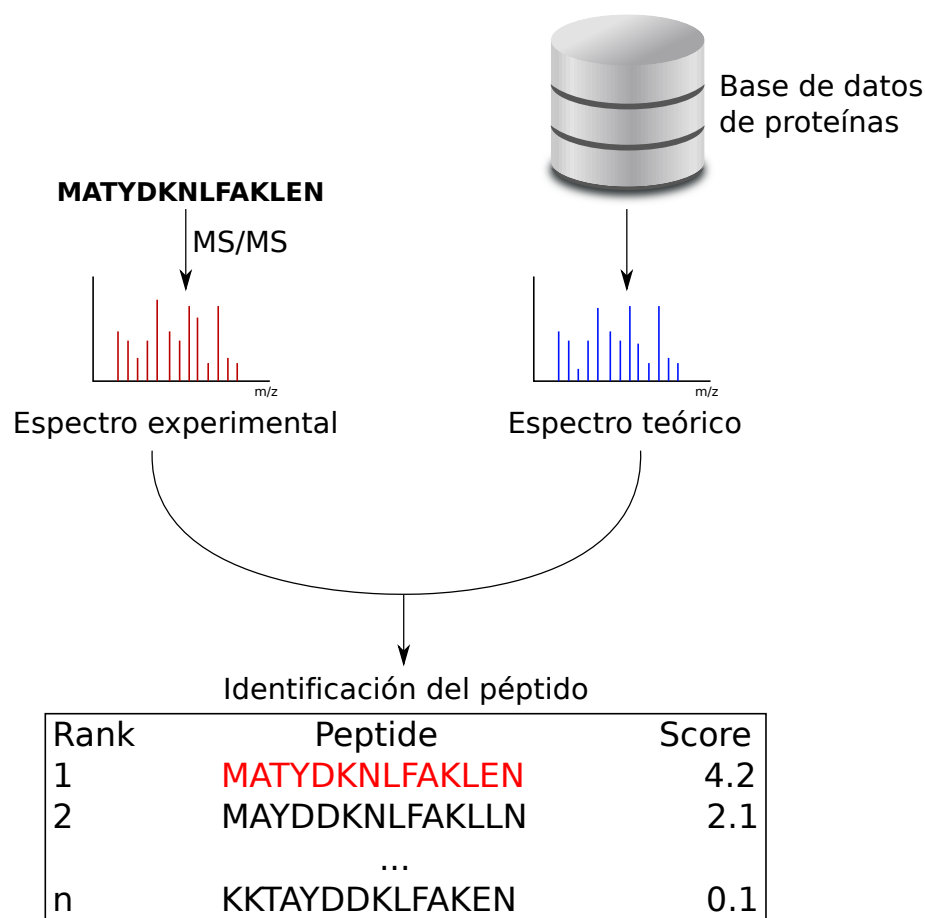 Base de datos
de proteínas
MATYDKNLFAKLEN
MS/MS
m/z
m/z
Espectro experimental
Espectro teórico
Identificación del péptido
Rank Peptide Score
1 MATYDKNLFAKLEN 4.2
2 MAYDDKNLFAKLLN 2.1
...
n KKTAYDDKLFAKEN 0.1